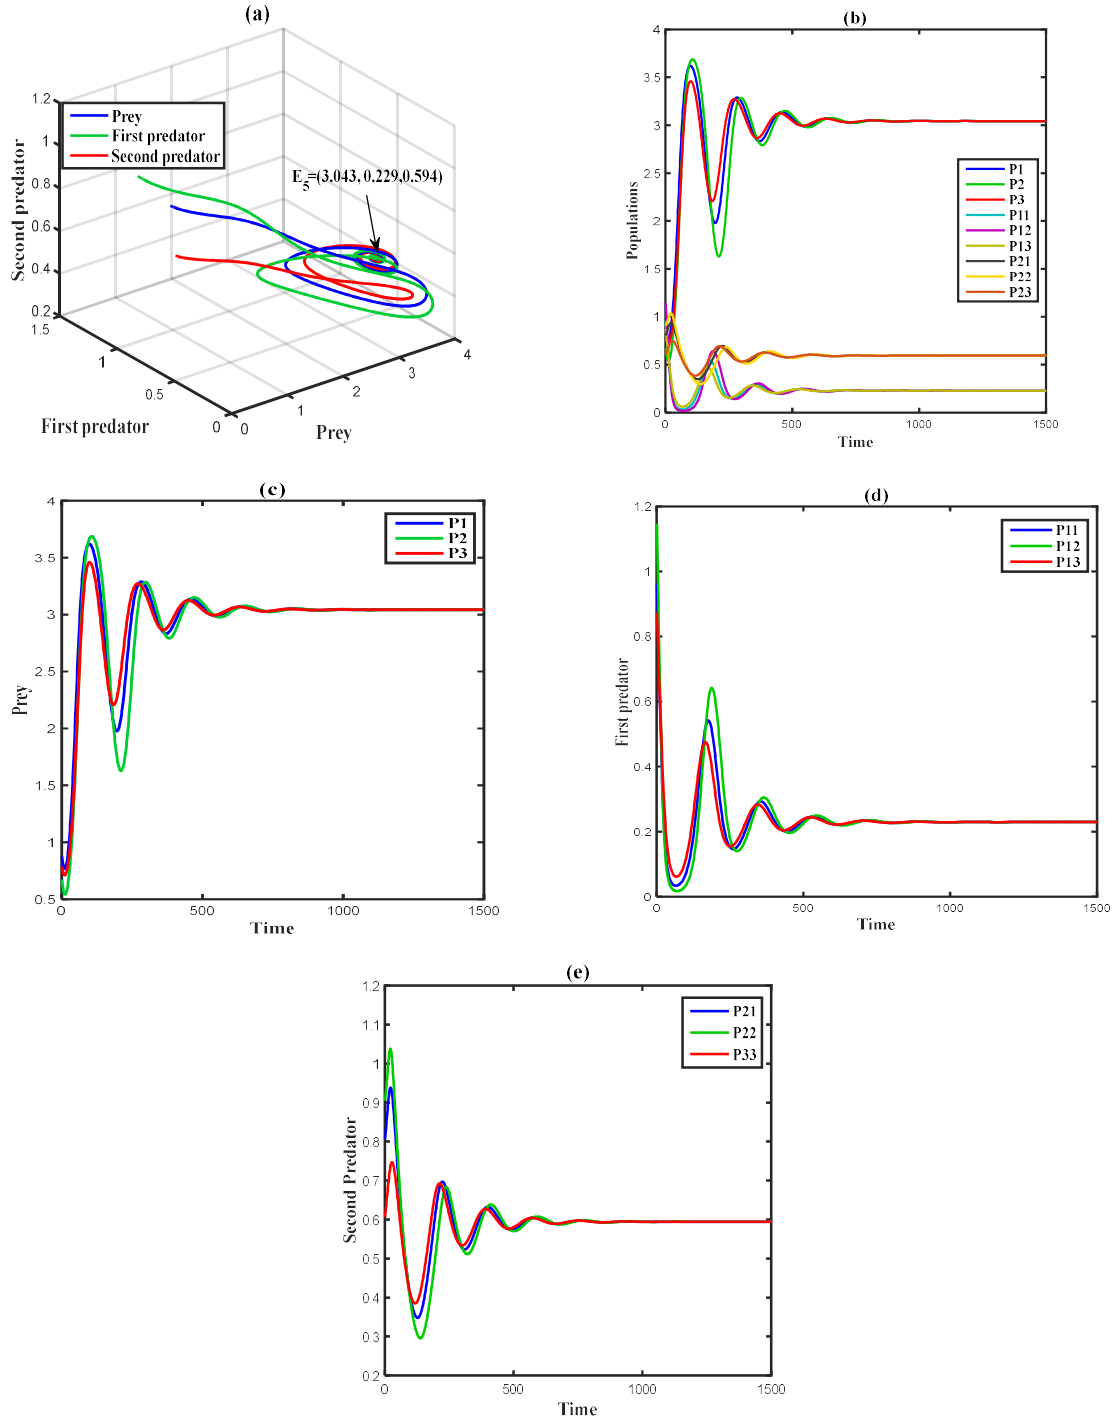 (a)
1.2
1
0.8
0.6
0.4
0.2
Second predator
Prey
First predator
Second predator
E5=(3.043, 0.229,0.594)
1.5
1
0.5
0
First predator
0
1
2
3
4
Prey
(b)
4
3.5
3
2.5
2
1.5
1
0.5
0
Populations
P1
P2
P3
P11
P12
P13
P21
P22
P23
0
500
1000
1500
Time
(c)
4
3.5
3
2.5
2
1.5
1
0.5
Prey
P1
P2
P3
0
500
1000
1500
Time
(d)
1.2
1
0.8
0.6
0.4
0.2
0
First predator
P11
P12
P13
0
500
1000
1500
Time
(e)
1.2
1.1
1
0.9
0.8
0.7
0.6
0.5
0.4
0.3
0.2
Second Predator
P21
P22
P33
0
500
1000
1500
Time